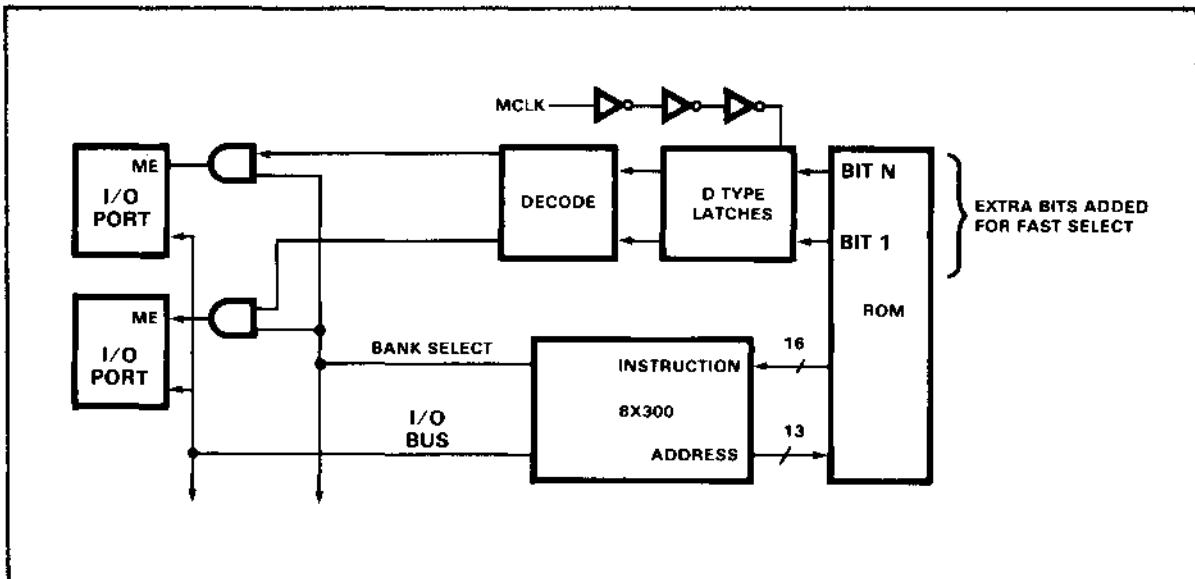 MCLK
ME
I/O
PORT
DECODE
D TYPE
LATCHES
BIT N
BIT 1
ROM
EXTRA BITS ADDED
FOR FAST SELECT
ME
I/O
PORT
BANK SELECT
I/O
BUS
INSTRUCTION
8X300
ADDRESS
16
13